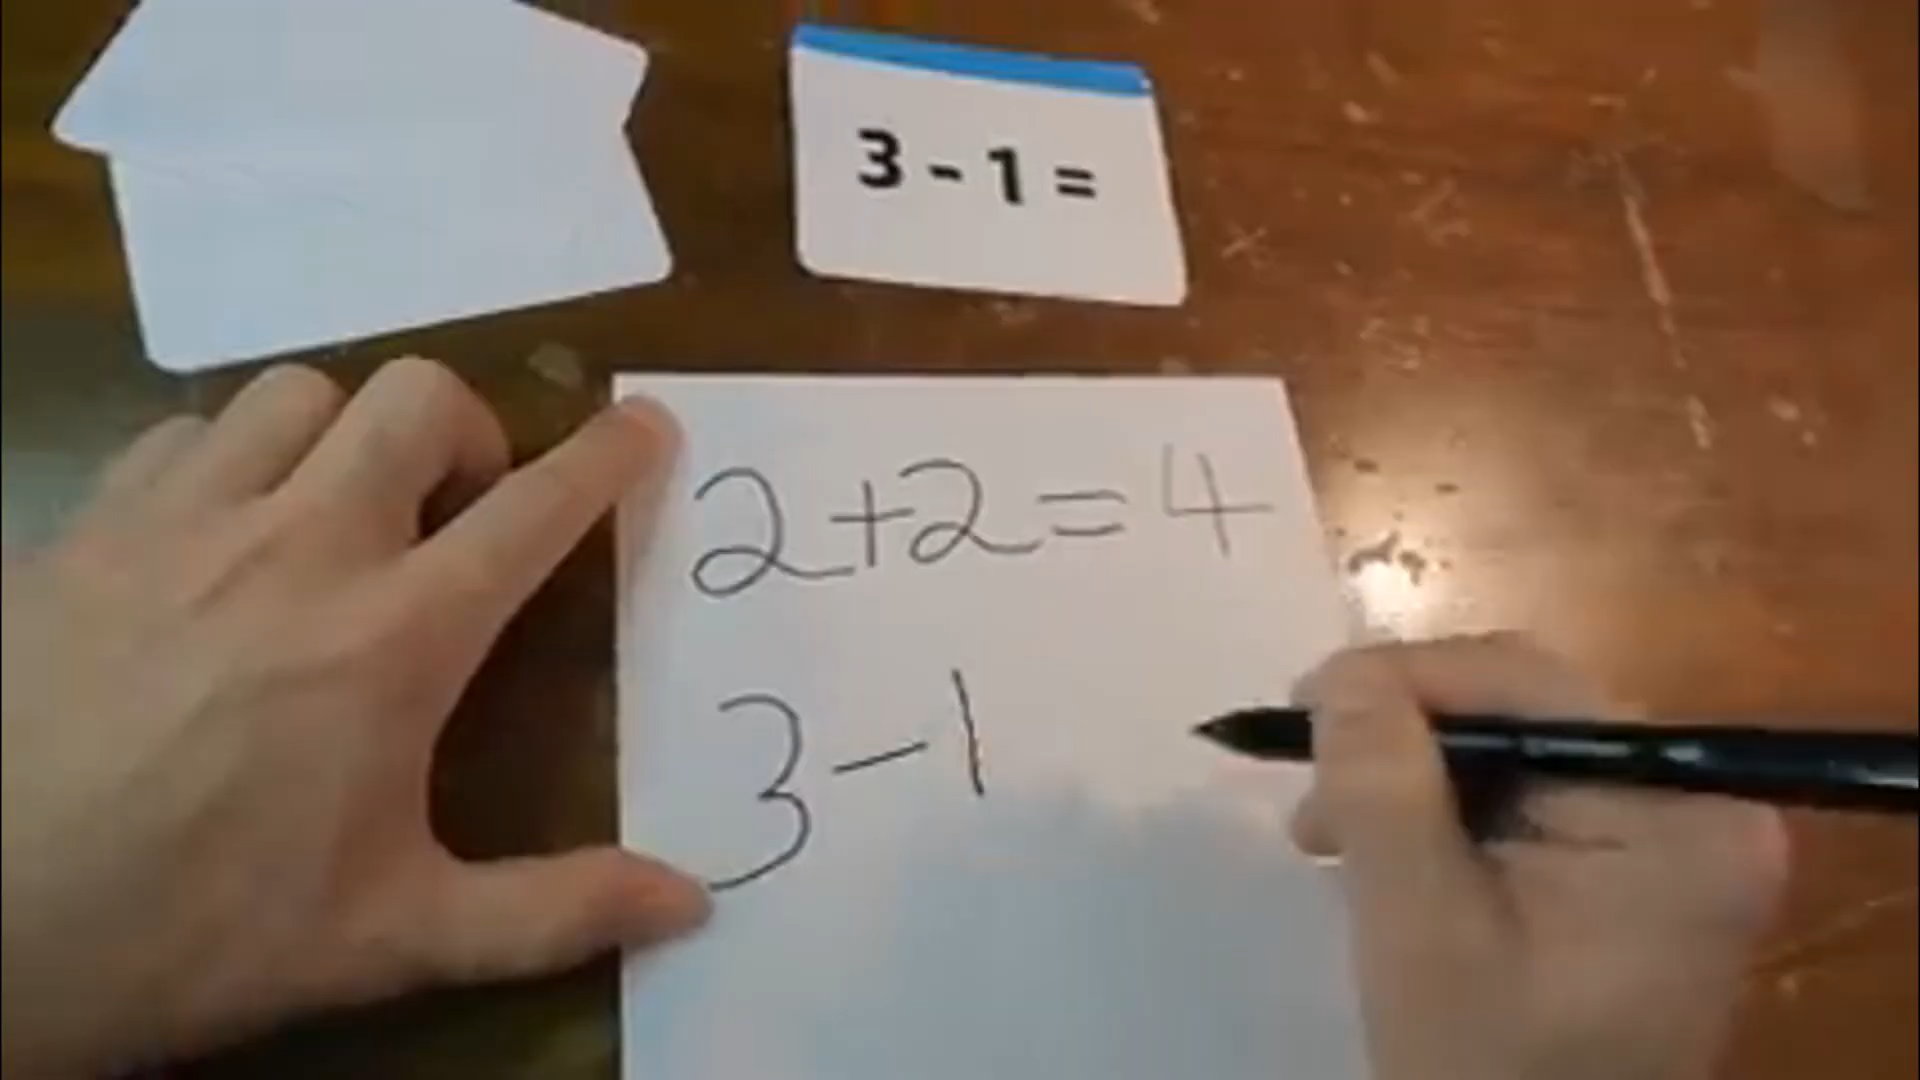 3 - 1 =
2+2=4
3-1